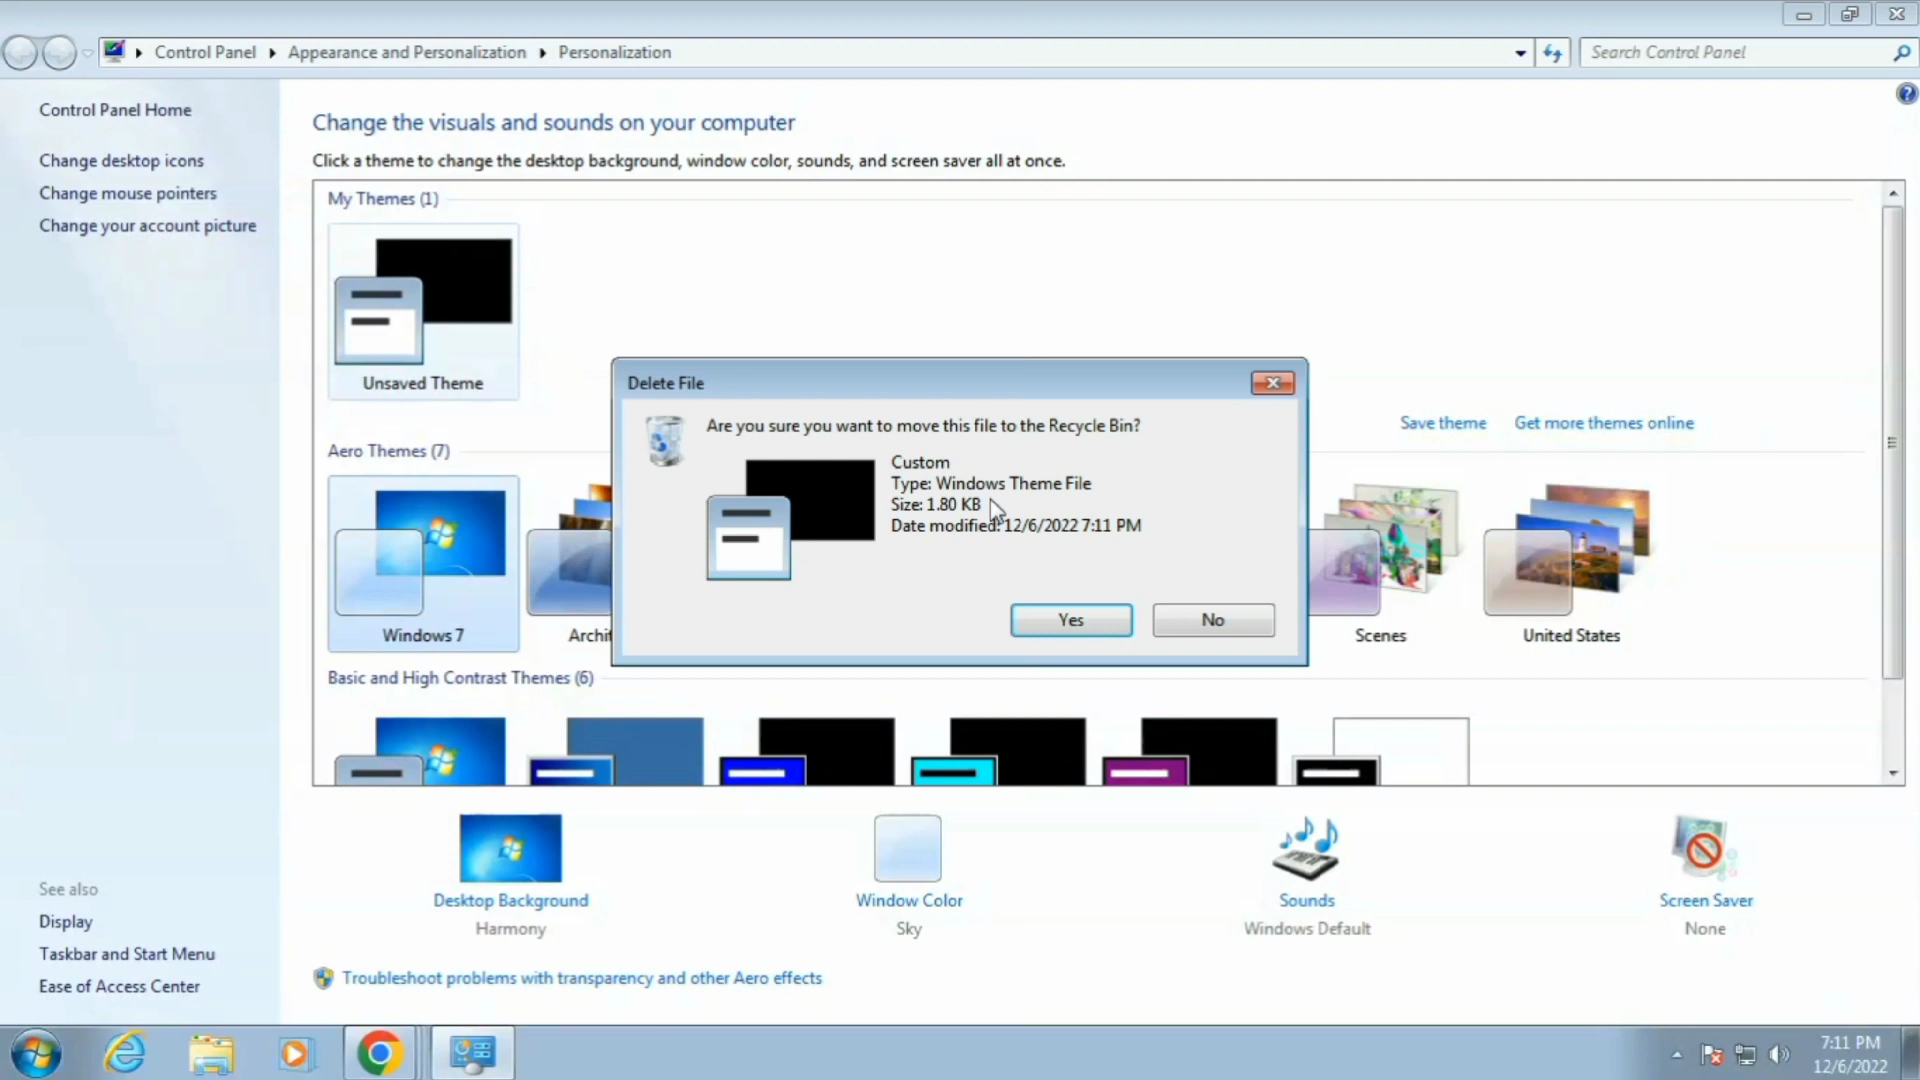 Control Panel
Appearance and Personalization
Personalization
Search Control Panel
Control Panel Home
Change desktop icons
Change mouse pointers
Change your account picture
Change the visuals and sounds on your computer
Click a theme to change the desktop background, window color, sounds, and screen saver all at once.
My Themes (1)
Unsaved Theme
Save theme
Get more themes online
Aero Themes (7)
Windows 7
Archit
Scenes
United States
Delete File
Are you sure you want to move this file to the Recycle Bin?
Custom
Type: Windows Theme File
Size: 1.80 KB
Date modified: 12/6/2022 7:11 PM
Yes
No
Basic and High Contrast Themes (6)
Desktop Background
Harmony
Window Color
Sky
Sounds
Windows Default
Screen Saver
None
Troubleshoot problems with transparency and other Aero effects
See also
Display
Taskbar and Start Menu
Ease of Access Center
7:11 PM
12/6/2022